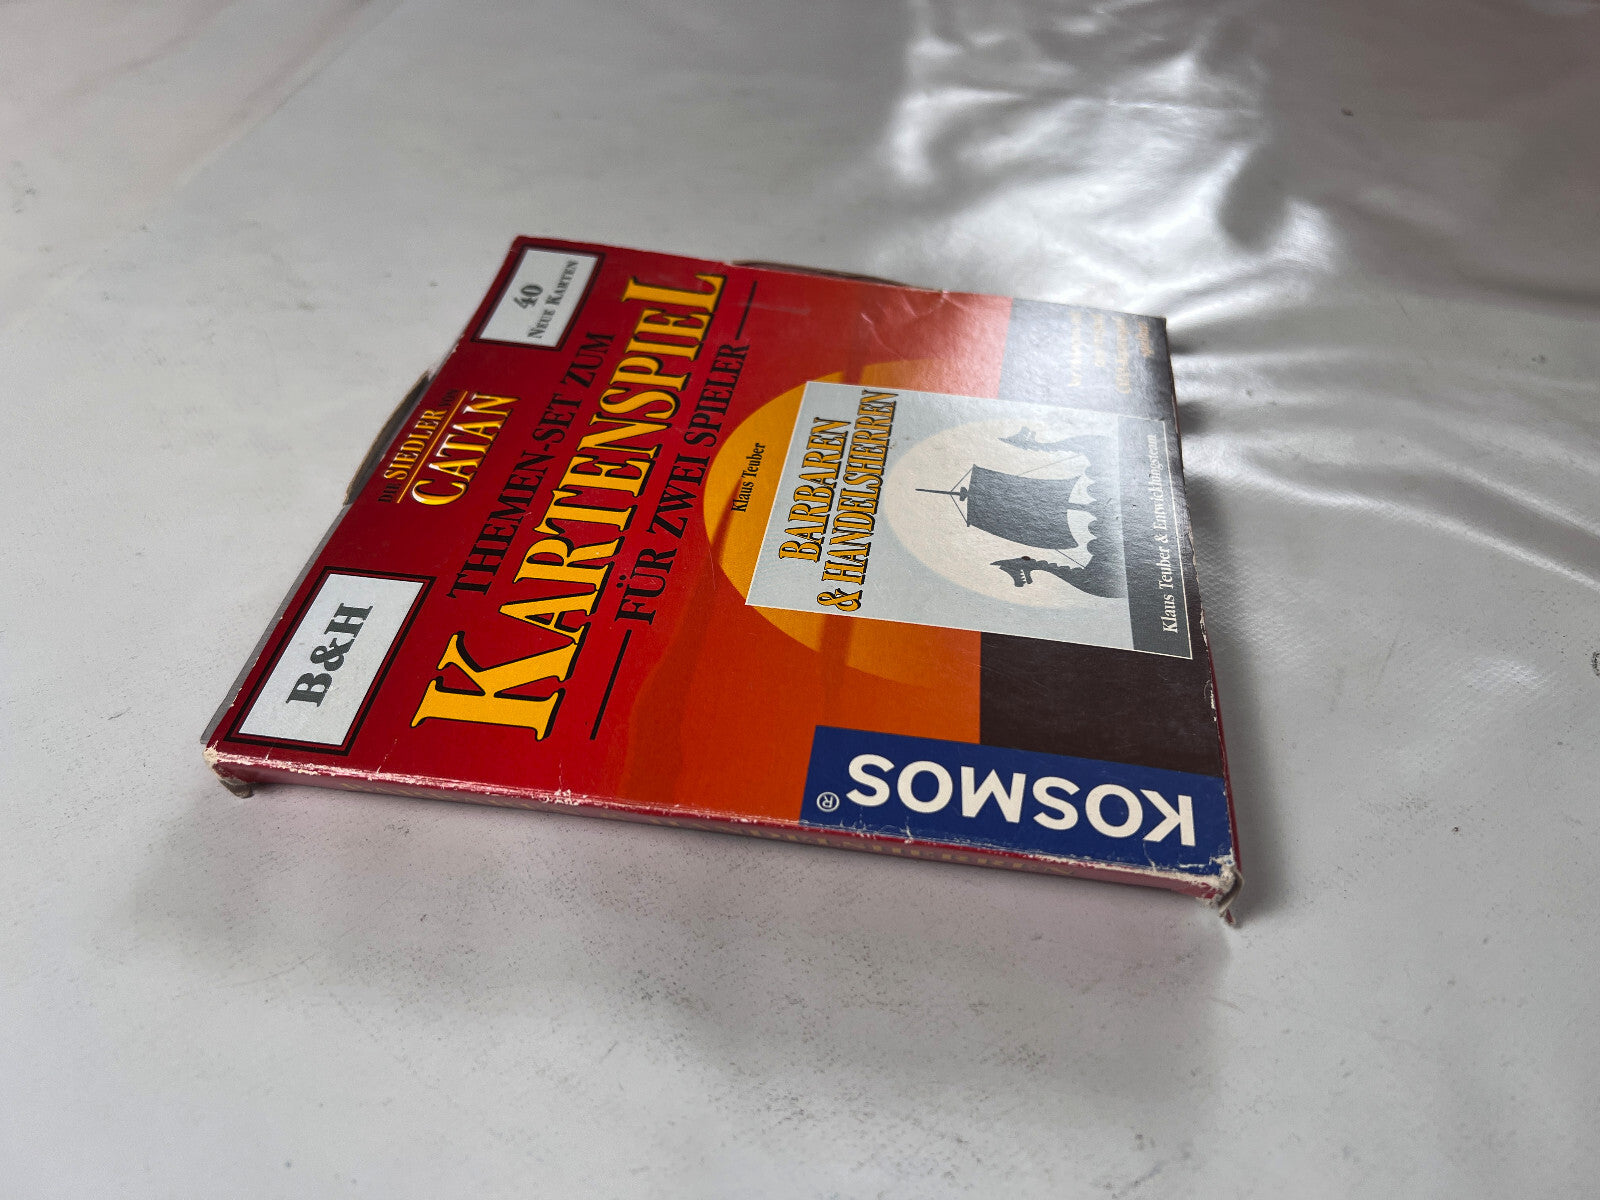 B&H
DIE SIEDLER VON
CATAN
40
NEUE KARTEN
THEMEN-SET ZUM
KARTENSPIEL
FÜR ZWEI SPIELER
Klaus Teuber
BARBAREN
& HANDELSHERREN
Klaus Teuber & Entwicklungsteam
KOSMOS®